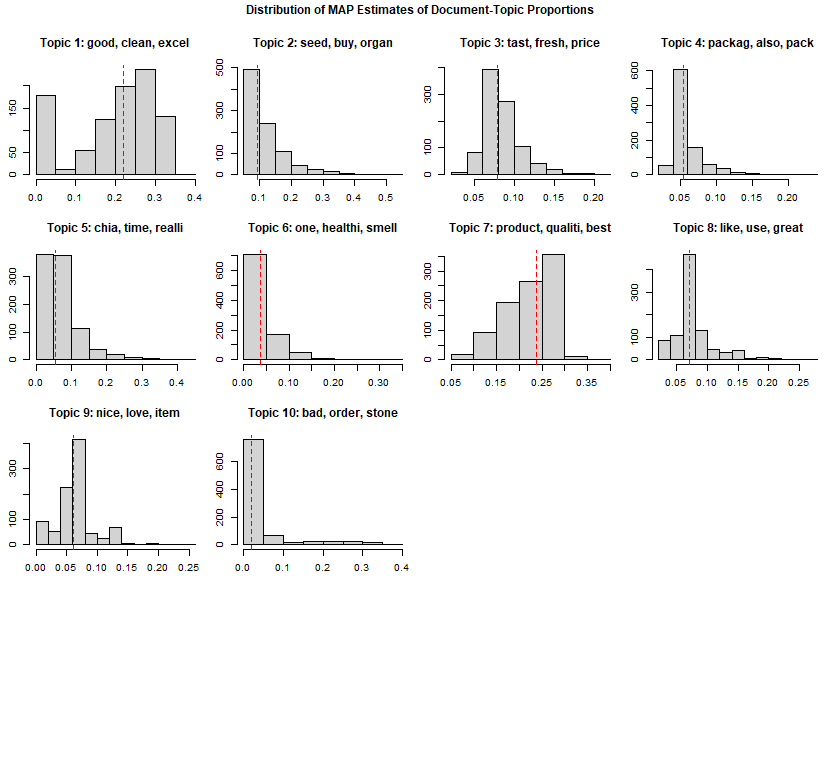 Distribution of MAP Estimates of Document-Topic Proportions
Topic 1: good, clean, excel
150
50
0
0.0 0.1 0.2 0.3 0.4
Topic 2: seed, buy, organ
500
300
100
0
0.1 0.2 0.3 0.5
Topic 3: tast, fresh, price
300
100
0
0.05 0.10 0.15 0.20
Topic 4: packag, also, pack
600
400
200
0
0.05 0.10 0.20
Topic 5: chia, time, realli
300
200
100
0
0.0 0.1 0.2 0.3 0.4
Topic 6: one, healthi, smell
600
400
200
0
0.00 0.10 0.20 0.30
Topic 7: product, qualiti, best
300
200
100
0
0.05 0.15 0.25 0.35
Topic 8: like, use, great
300
100
0
0.05 0.10 0.15 0.20 0.25
Topic 9: nice, love, item
300
100
0
0.00 0.05 0.10 0.15 0.20 0.25
Topic 10: bad, order, stone
600
400
200
0
0.0 0.1 0.2 0.3 0.4